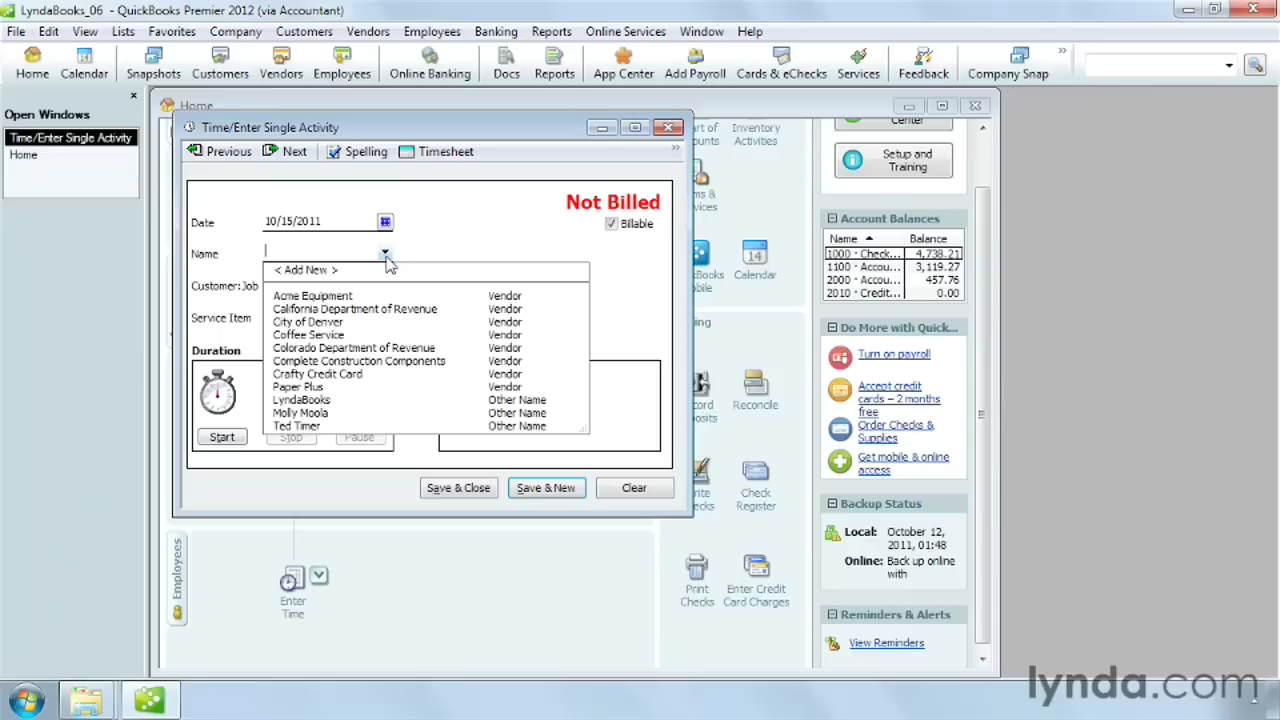 LyndaBooks_06 - QuickBooks Premier 2012 (via Accountant)
File Edit View Lists Favorites Company Customers Vendors Employees Banking Reports Online Services Window Help
Home Calendar Snapshots Customers Vendors Employees Online Banking Docs Reports App Center Add Payroll Cards & eChecks Services Feedback Company Snap
Open Windows
Time/Enter Single Activity
Home
Home
Time/Enter Single Activity
Previous Next Spelling Timesheet
Not Billed
Date 10/15/2011
Billable
Name
< Add New >
Customer:Job
Service Item
Acme Equipment Vendor
California Department of Revenue Vendor
City of Denver Vendor
Coffee Service Vendor
Colorado Department of Revenue Vendor
Complete Construction Components Vendor
Crafty Credit Card Vendor
Paper Plus Vendor
LyndaBooks Other Name
Molly Moola Other Name
Ted Timer Other Name
Duration
Start Stop Pause
Save & Close Save & New Clear
Employees
Enter
Time
Inventory
Activities
Calendar
Reconcile
Check
Register
Print
Checks
Enter Credit
Card Charges
Center
Setup and
Training
Account Balances
Name Balance
1000 · Check... 4,738.21
1100 · Accou... 3,119.27
2000 · Accou... 457.76
2010 · Credit... 0.00
Do More with Quick...
Turn on payroll
Accept credit
cards – 2 months
free
Order Checks &
Supplies
Get mobile & online
access
Backup Status
Local: October 12,
2011, 01:48
Online: Back up online
with
Reminders & Alerts
View Reminders
lynda.com